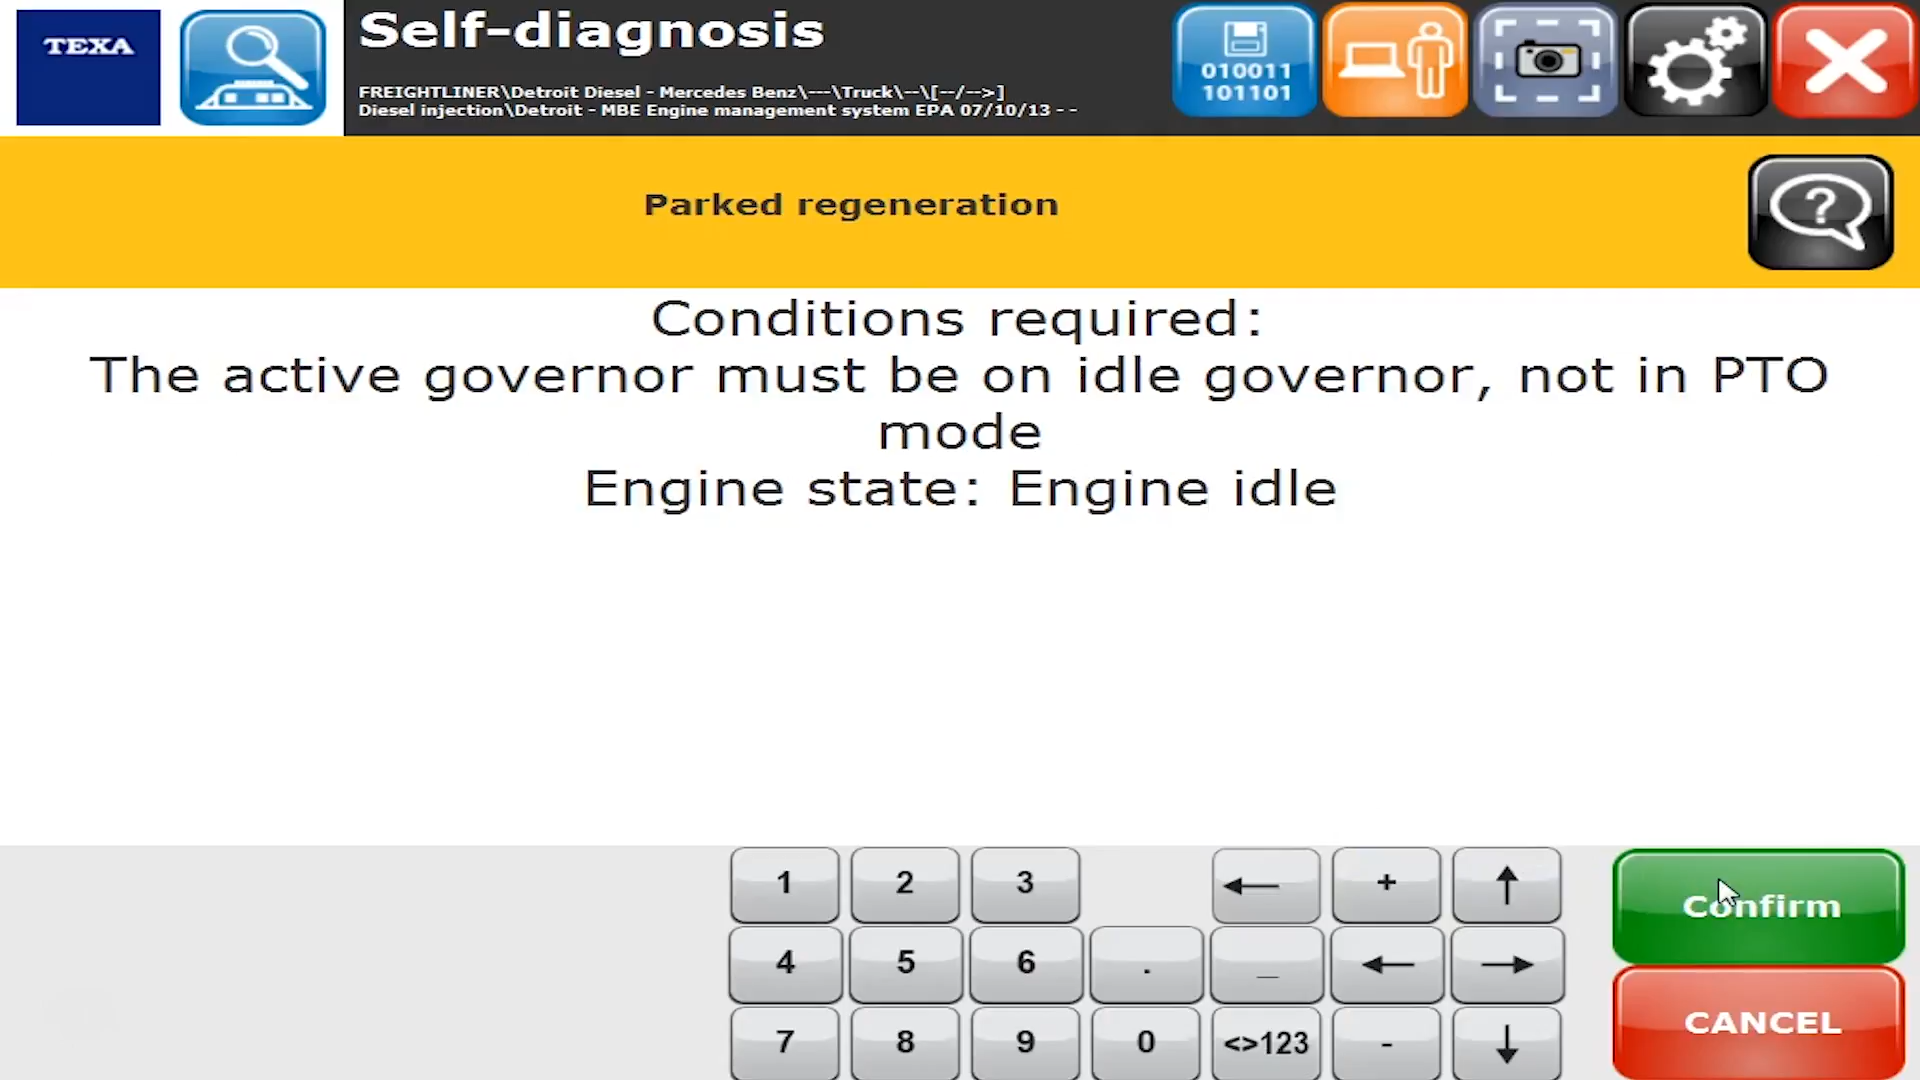 TEXA
Self-diagnosis
FREIGHTLINER\Detroit Diesel - Mercedes Benz\---\Truck\--\[--/-->]
Diesel injection\Detroit - MBE Engine management system EPA 07/10/13 - -
010011
101101
Parked regeneration
?
Conditions required:
The active governor must be on idle governor, not in PTO
mode
Engine state: Engine idle
1 2 3 ← + ↑
Confirm
4 5 6 . _ ← →
CANCEL
7 8 9 0 <>123 - ↓